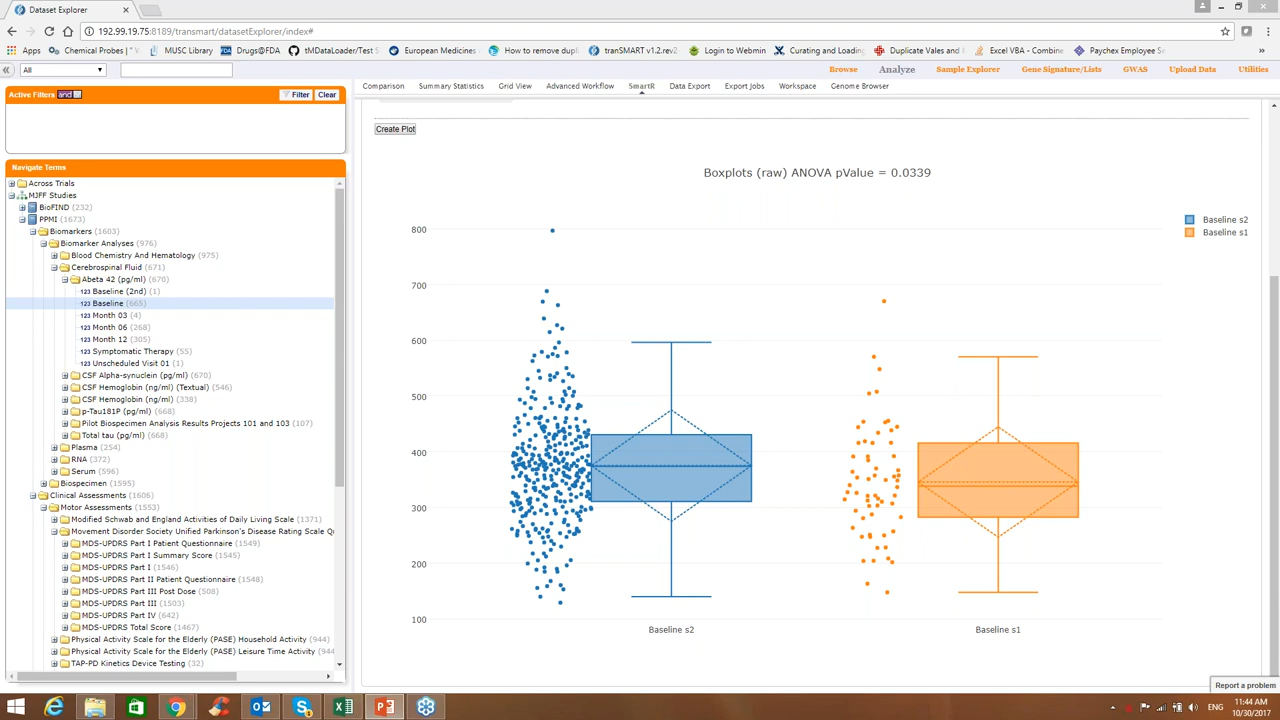 Dataset Explorer
192.99.19.75:8189/transmart/datasetExplorer/index#
Apps
Chemical Probes | "
MUSC Library
Drugs@FDA
tMDataLoader/Test S
European Medicines
How to remove dupl
tranSMART v1.2.rev2
Login to Webmin
Curating and Loading
Duplicate Vales and
Excel VBA - Combine
Paychex Employee Se
All
Browse
Analyze
Sample Explorer
Gene Signature/Lists
GWAS
Upload Data
Utilities
Active Filters and
Filter
Clear
Comparison
Summary Statistics
Grid View
Advanced Workflow
SmartR
Data Export
Export Jobs
Workspace
Genome Browser
Navigate Terms
Across Trials
MJFF Studies
BioFIND (232)
PPMI (1673)
Biomarkers (1603)
Biomarker Analyses (976)
Blood Chemistry And Hematology (975)
Cerebrospinal Fluid (671)
Abeta 42 (pg/ml) (670)
123 Baseline (2nd) (1)
123 Baseline (665)
123 Month 03 (4)
123 Month 06 (268)
123 Month 12 (305)
123 Symptomatic Therapy (55)
123 Unscheduled Visit 01 (1)
CSF Alpha-synuclein (pg/ml) (670)
CSF Hemoglobin (ng/ml) (Textual) (546)
CSF Hemoglobin (ng/ml) (338)
p-Tau181P (pg/ml) (668)
Pilot Biospecimen Analysis Results Projects 101 and 103 (107)
Total tau (pg/ml) (668)
Plasma (254)
RNA (372)
Serum (596)
Biospecimen (1595)
Clinical Assessments (1606)
Motor Assessments (1553)
Modified Schwab and England Activities of Daily Living Scale (1371)
Movement Disorder Society Unified Parkinson's Disease Rating Scale Q
MDS-UPDRS Part I Patient Questionnaire (1549)
MDS-UPDRS Part I Summary Score (1545)
MDS-UPDRS Part I (1546)
MDS-UPDRS Part II Patient Questionnaire (1548)
MDS-UPDRS Part III Post Dose (508)
MDS-UPDRS Part III (1503)
MDS-UPDRS Part IV (642)
MDS-UPDRS Total Score (1467)
Physical Activity Scale for the Elderly (PASE) Household Activity (944)
Physical Activity Scale for the Elderly (PASE) Leisure Time Activity (944
TAP-PD Kinetics Device Testing (32)
Create Plot
Boxplots (raw) ANOVA pValue = 0.0339
Baseline s2
Baseline s1
800
700
600
500
400
300
200
100
Baseline s2
Baseline s1
Report a problem
ENG
11:44 AM
10/30/2017